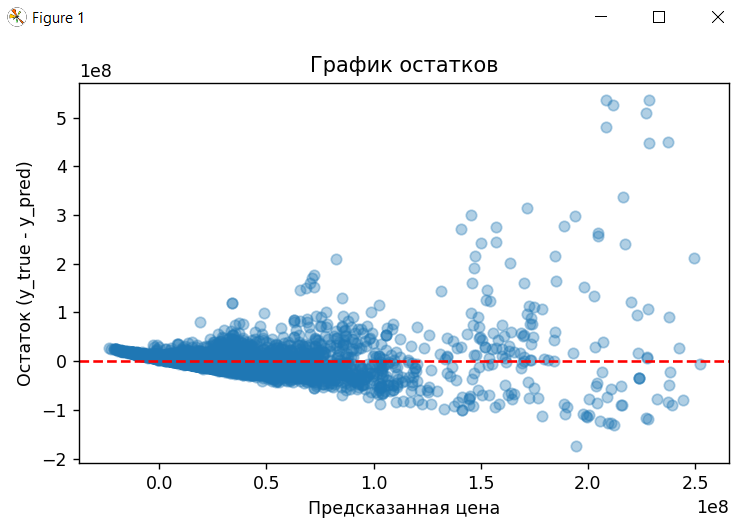 Figure 1
График остатков
1e8
5
4
3
2
1
0
−1
−2
Остаток (y_true - y_pred)
0.0 0.5 1.0 1.5 2.0 2.5
1e8
Предсказанная цена